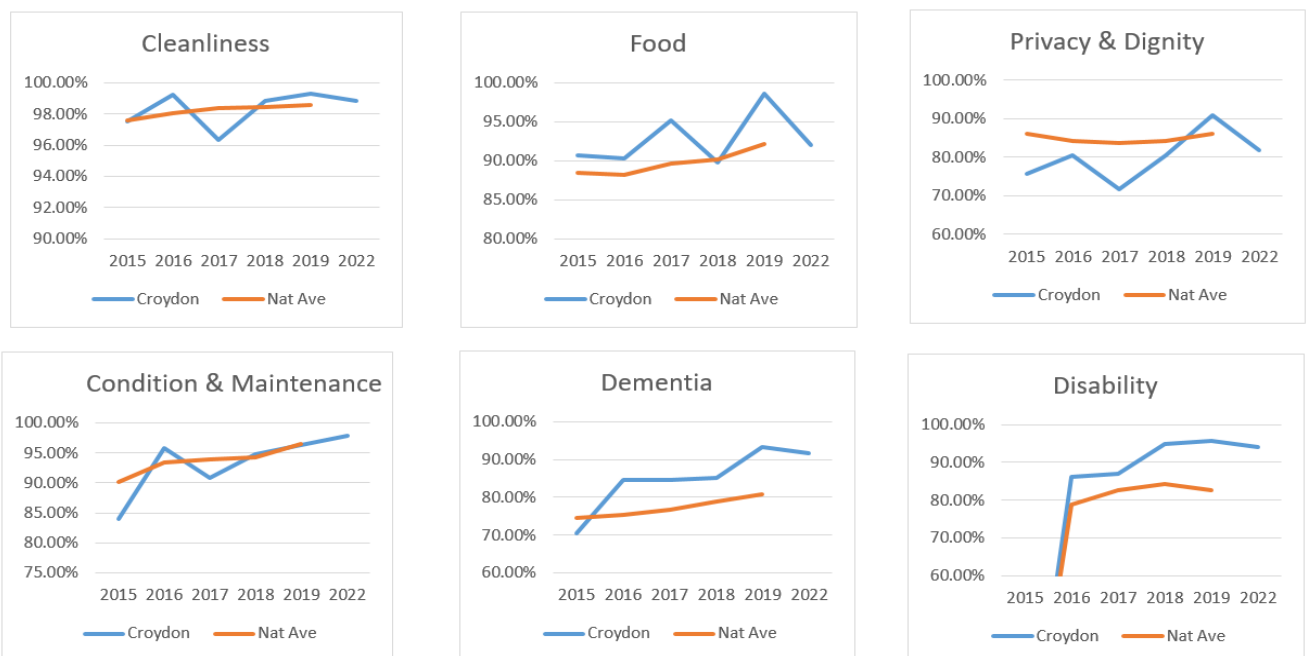 Cleanliness
100.00%
98.00%
96.00%
94.00%
92.00%
90.00%
2015 2016 2017 2018 2019 2022
Croydon Nat Ave
Food
100.00%
95.00%
90.00%
85.00%
80.00%
2015 2016 2017 2018 2019 2022
Croydon Nat Ave
Privacy & Dignity
100.00%
90.00%
80.00%
70.00%
60.00%
2015 2016 2017 2018 2019 2022
Croydon Nat Ave
Condition & Maintenance
100.00%
95.00%
90.00%
85.00%
80.00%
75.00%
2015 2016 2017 2018 2019 2022
Croydon Nat Ave
Dementia
100.00%
90.00%
80.00%
70.00%
60.00%
2015 2016 2017 2018 2019 2022
Croydon Nat Ave
Disability
100.00%
90.00%
80.00%
70.00%
60.00%
2015 2016 2017 2018 2019 2022
Croydon Nat Ave